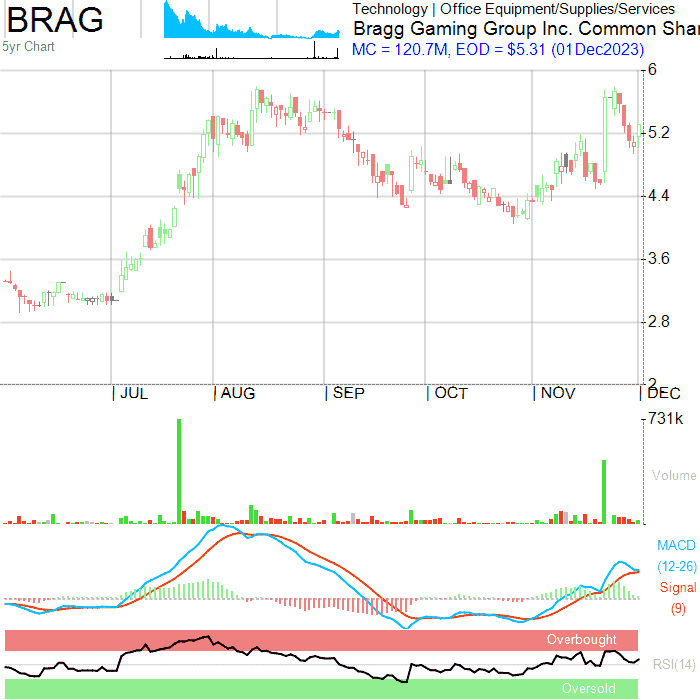 BRAG
5yr Chart
Technology | Office Equipment/Supplies/Services
Bragg Gaming Group Inc. Common Shar
MC = 120.7M, EOD = $5.31 (01Dec2023)
6
5.2
4.4
3.6
2.8
2
JUL AUG SEP OCT NOV DEC
731k
Volume
MACD
(12-26)
Signal
(9)
Overbought
RSI(14)
Oversold